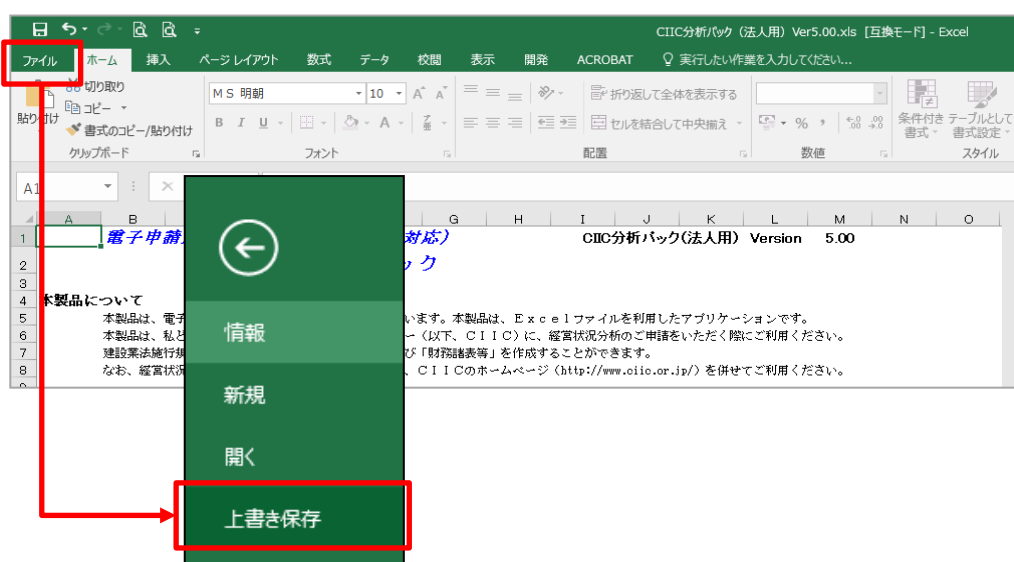 CIIC分析パック（法人用）Ver5.00.xls [互換モード] - Excel
ファイル ホーム 挿入 ページ レイアウト 数式 データ 校閲 表示 開発 ACROBAT 実行したい作業を入力してください...
切り取り
コピー
書式のコピー/貼り付け
貼り付け
クリップボード
ＭＳ 明朝 10
B I U
フォント
折り返して全体を表示する
セルを結合して中央揃え
配置
数値
条件付き書式
テーブルとして書式設定
スタイル
A1
A B G H I J K L M N O
1 電子申請 対応） CIIC分析パック(法人用) Version 5.00
2 ック
3
4 本製品について
5 本製品は、電子 います。本製品は、Ｅｘｃｅｌファイルを利用したアプリケーションです。
6 本製品は、私ど ー（以下、ＣＩＩＣ）に、経営状況分析のご申請をいただく際にご利用ください。
7 建設業法施行規 び「財務諸表等」を作成することができます。
8 なお、経営状況 、ＣＩＩＣのホームページ（http://www.ciic.or.jp/）を併せてご利用ください。
情報
新規
開く
上書き保存